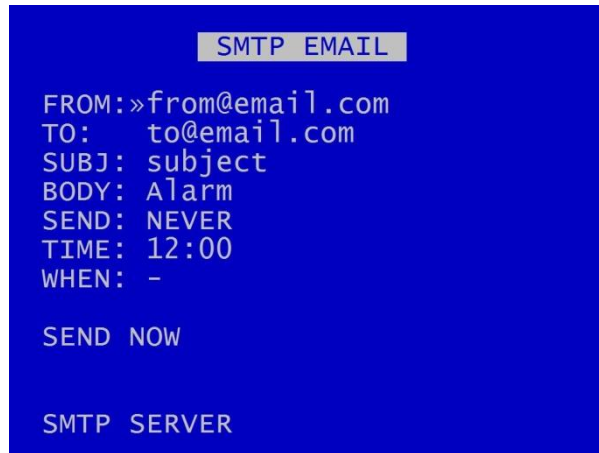 SMTP EMAIL
FROM:»from@email.com
TO: to@email.com
SUBJ: subject
BODY: Alarm
SEND: NEVER
TIME: 12:00
WHEN: -
SEND NOW
SMTP SERVER